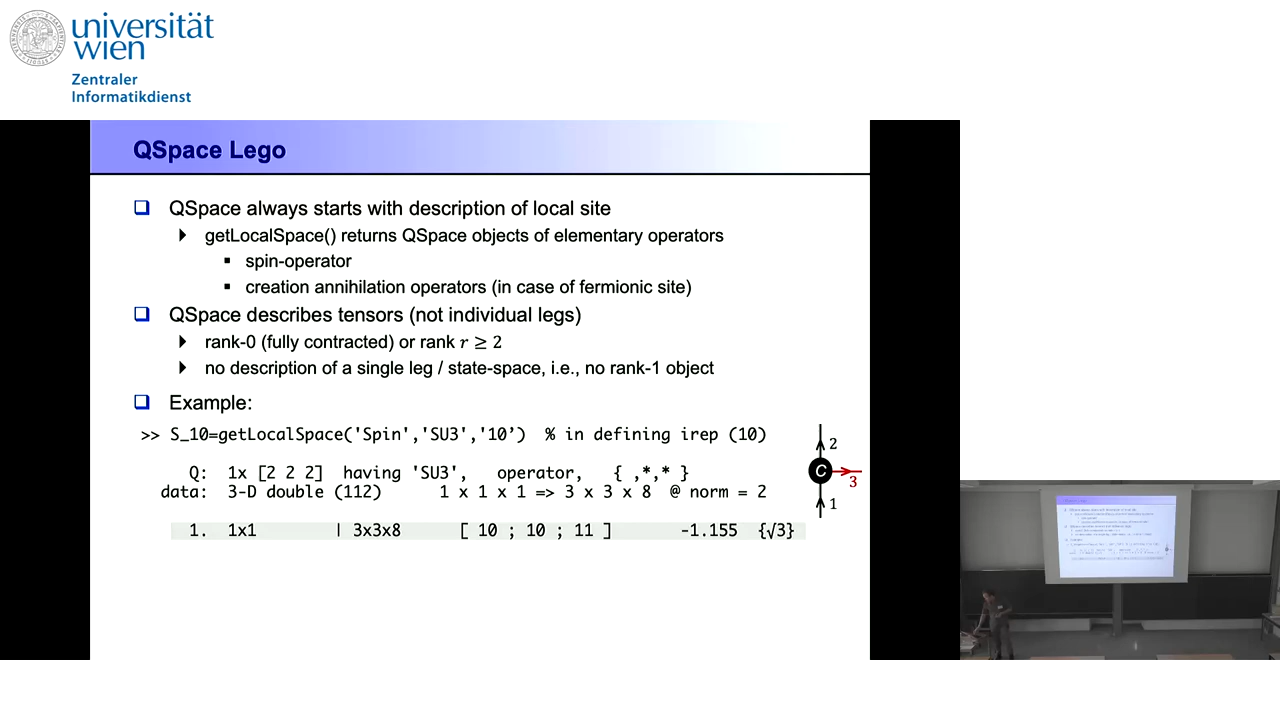 universität
wien
Zentraler
Informatikdienst
QSpace Lego
❑ QSpace always starts with description of local site
getLocalSpace() returns QSpace objects of elementary operators
▪ spin-operator
▪ creation annihilation operators (in case of fermionic site)
❑ QSpace describes tensors (not individual legs)
rank-0 (fully contracted) or rank r ≥ 2
no description of a single leg / state-space, i.e., no rank-1 object
❑ Example:
>> S_10=getLocalSpace('Spin','SU3','10’) % in defining irep (10)
Q: 1x [2 2 2] having 'SU3', operator, { ,*,* }
data: 3-D double (112) 1 x 1 x 1 => 3 x 3 x 8 @ norm = 2
1. 1x1 | 3x3x8 [ 10 ; 10 ; 11 ] -1.155 {√3}
2
C
3
1